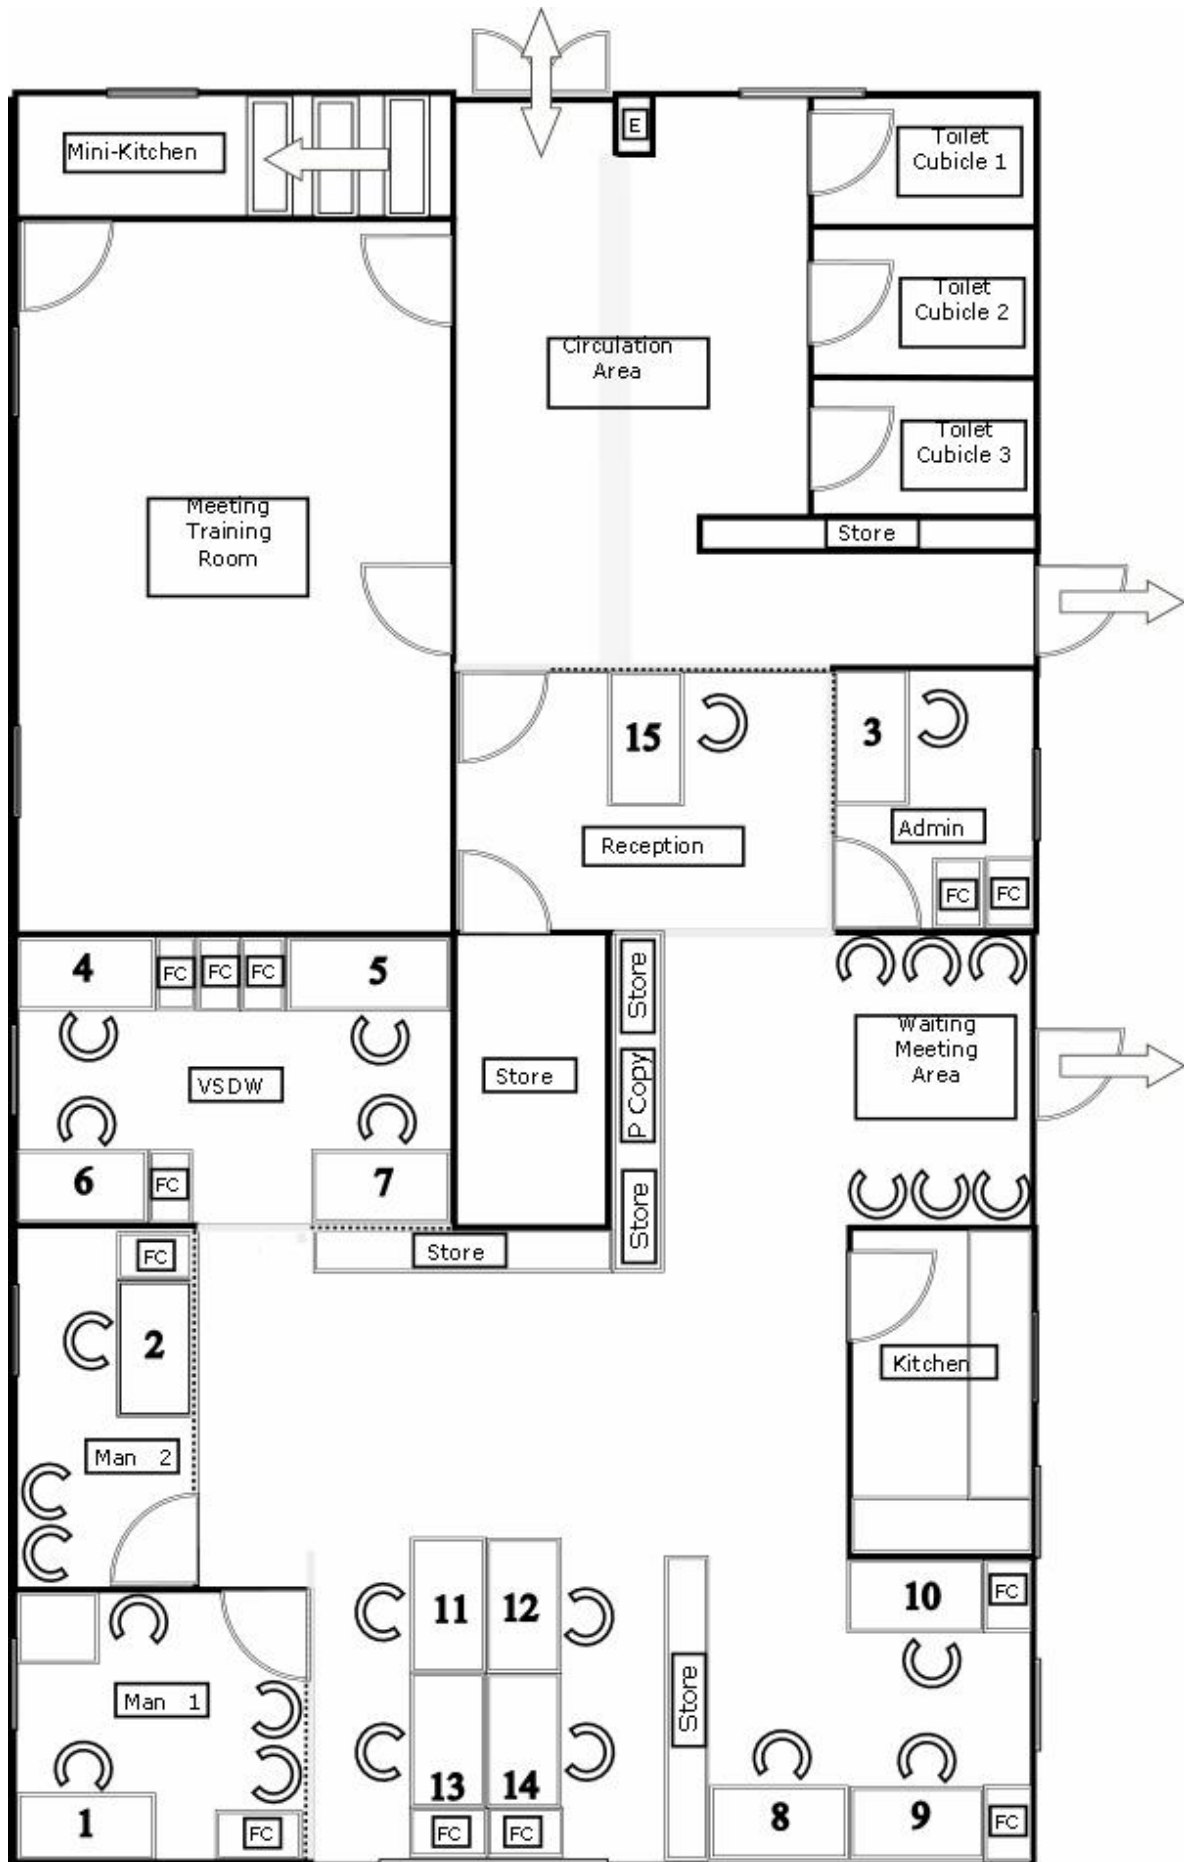 E
Mini-Kitchen
Toilet
Cubicle 1
Toilet
Cubicle 2
Circulation
Area
Toilet
Cubicle 3
Meeting
Training
Room
Store
15
3
Admin
Reception
FC
FC
4
FC
FC
FC
5
Store
Waiting
Meeting
Area
VSDW
Store
P Copy
6
FC
7
Store
FC
Store
2
Kitchen
Man 2
11
12
10
FC
Man 1
Store
13
14
8
9
FC
1
FC
FC
FC